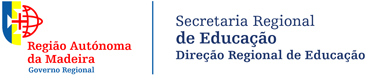 Região Autónoma
da Madeira
Governo Regional
Secretaria Regional
de Educação
Direção Regional de Educação